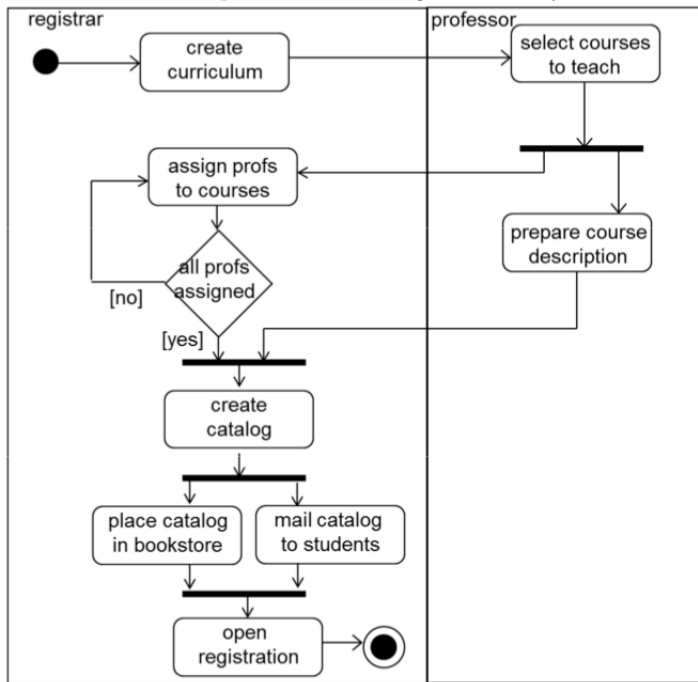 registrar
professor
create
curriculum
select courses
to teach
assign profs
to courses
prepare course
description
all profs
assigned
[no]
[yes]
create
catalog
place catalog
in bookstore
mail catalog
to students
open
registration